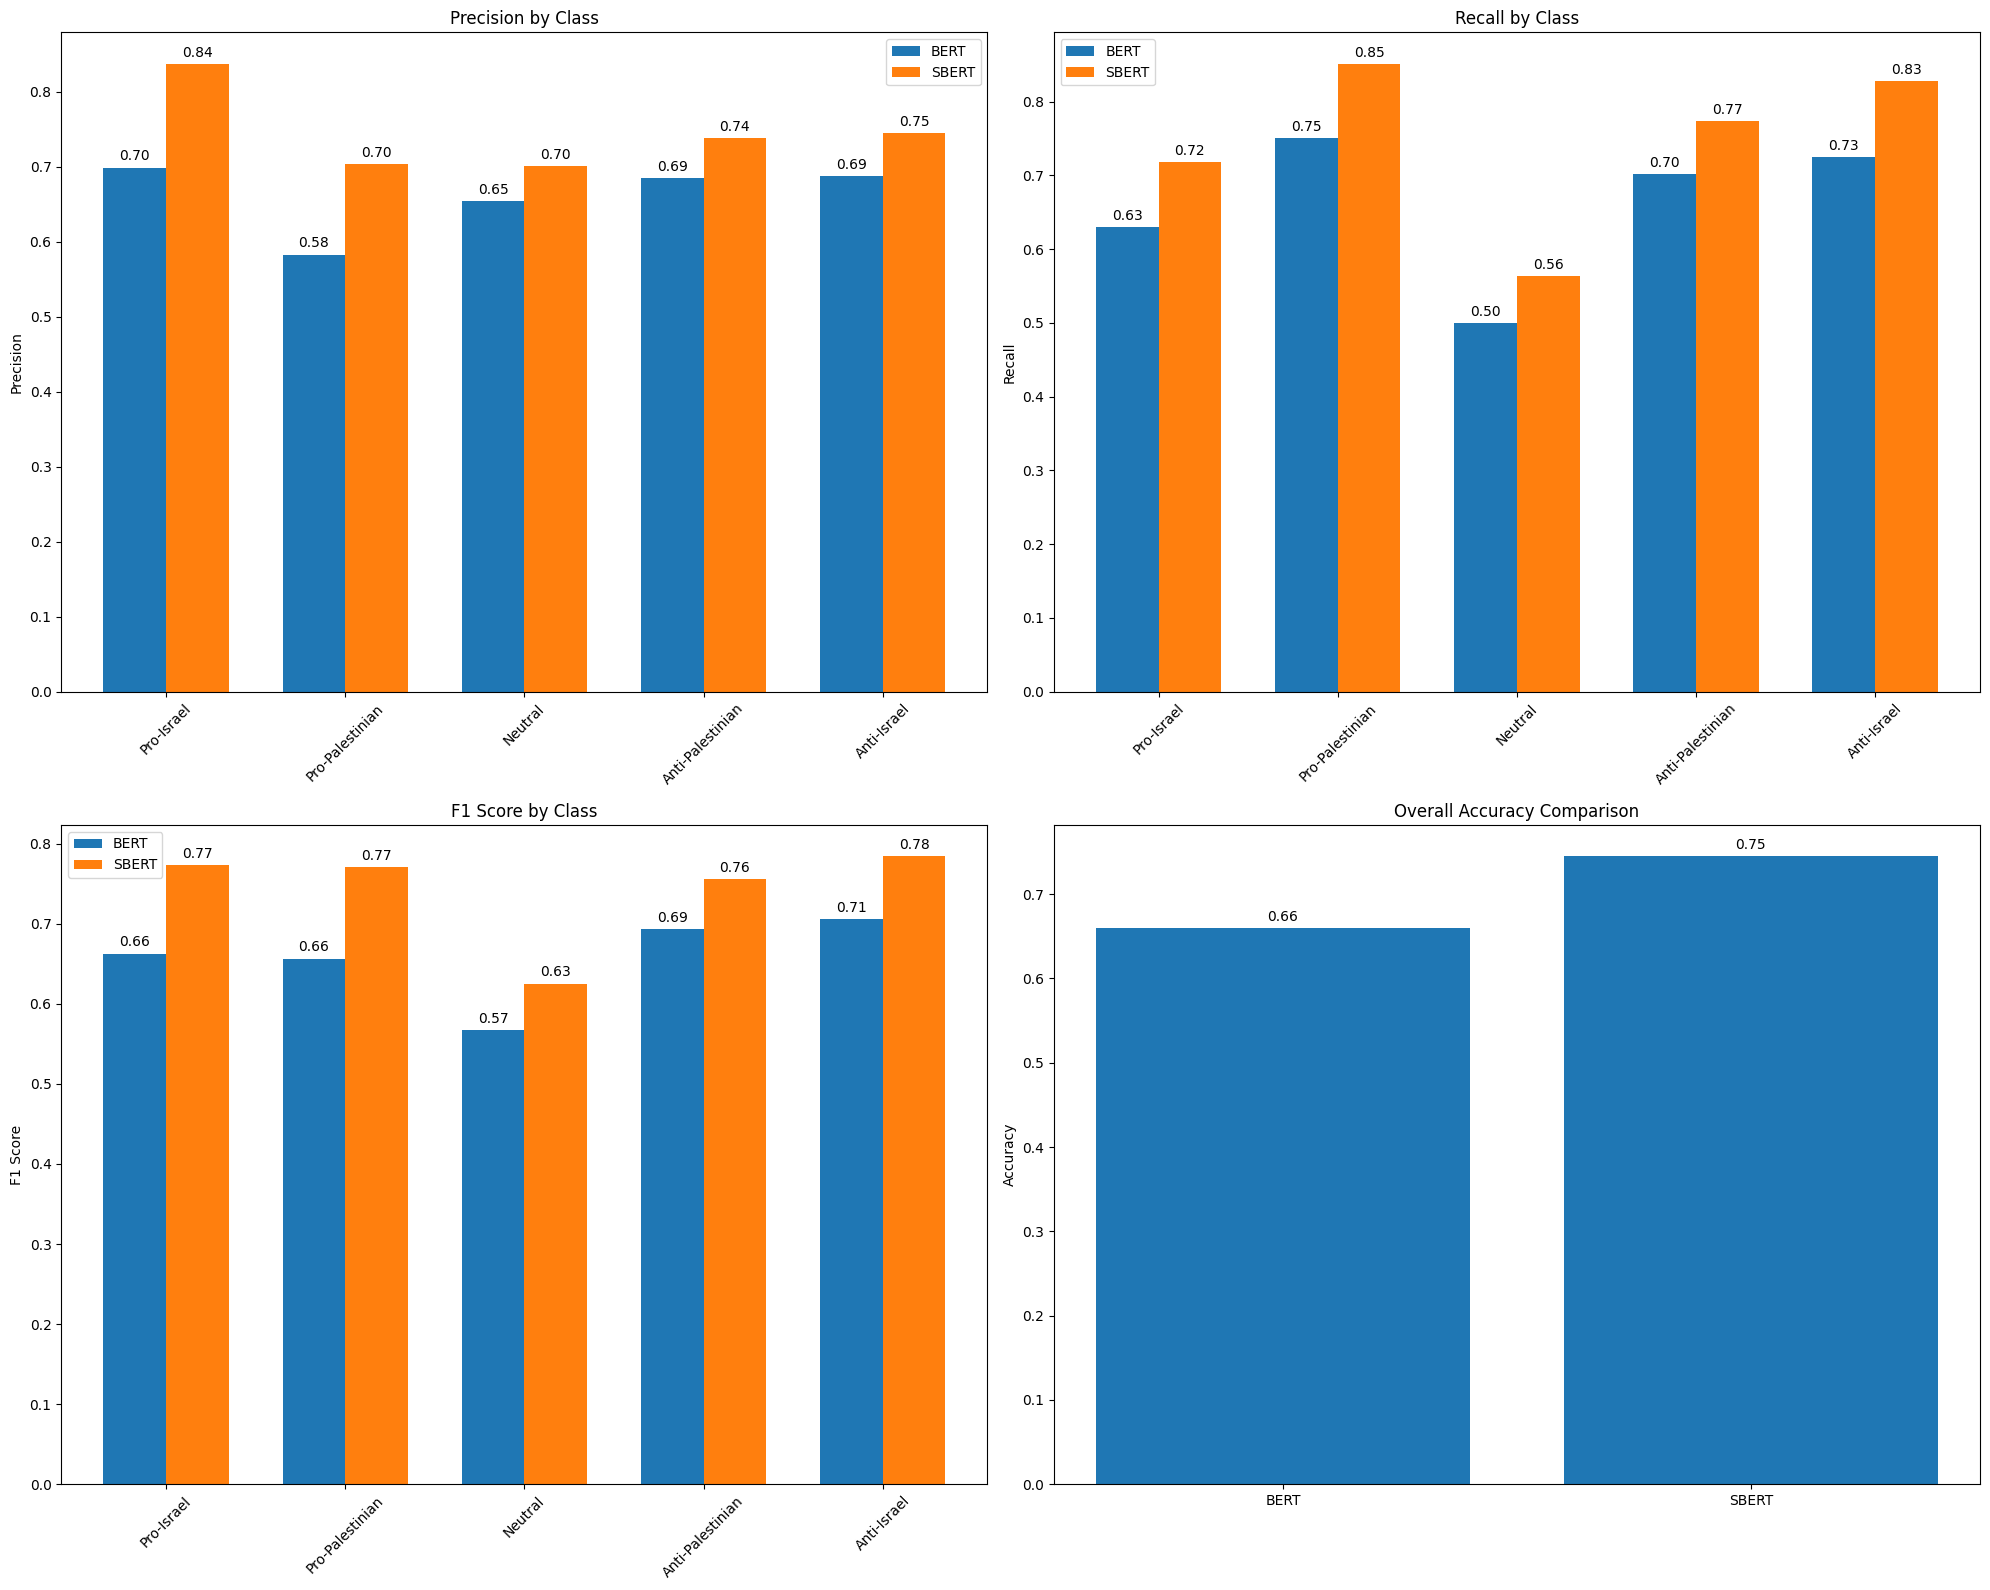 Precision by Class
BERT
SBERT
Precision
0.8
0.7
0.6
0.5
0.4
0.3
0.2
0.1
0.0
0.70
0.84
0.58
0.70
0.65
0.70
0.69
0.74
0.69
0.75
Pro-Israel
Pro-Palestinian
Neutral
Anti-Palestinian
Anti-Israel
Recall by Class
BERT
SBERT
Recall
0.8
0.7
0.6
0.5
0.4
0.3
0.2
0.1
0.0
0.63
0.72
0.75
0.85
0.50
0.56
0.70
0.77
0.73
0.83
Pro-Israel
Pro-Palestinian
Neutral
Anti-Palestinian
Anti-Israel
F1 Score by Class
BERT
SBERT
F1 Score
0.8
0.7
0.6
0.5
0.4
0.3
0.2
0.1
0.0
0.66
0.77
0.66
0.77
0.57
0.63
0.69
0.76
0.71
0.78
Pro-Israel
Pro-Palestinian
Neutral
Anti-Palestinian
Anti-Israel
Overall Accuracy Comparison
Accuracy
0.7
0.6
0.5
0.4
0.3
0.2
0.1
0.0
0.66
0.75
BERT
SBERT